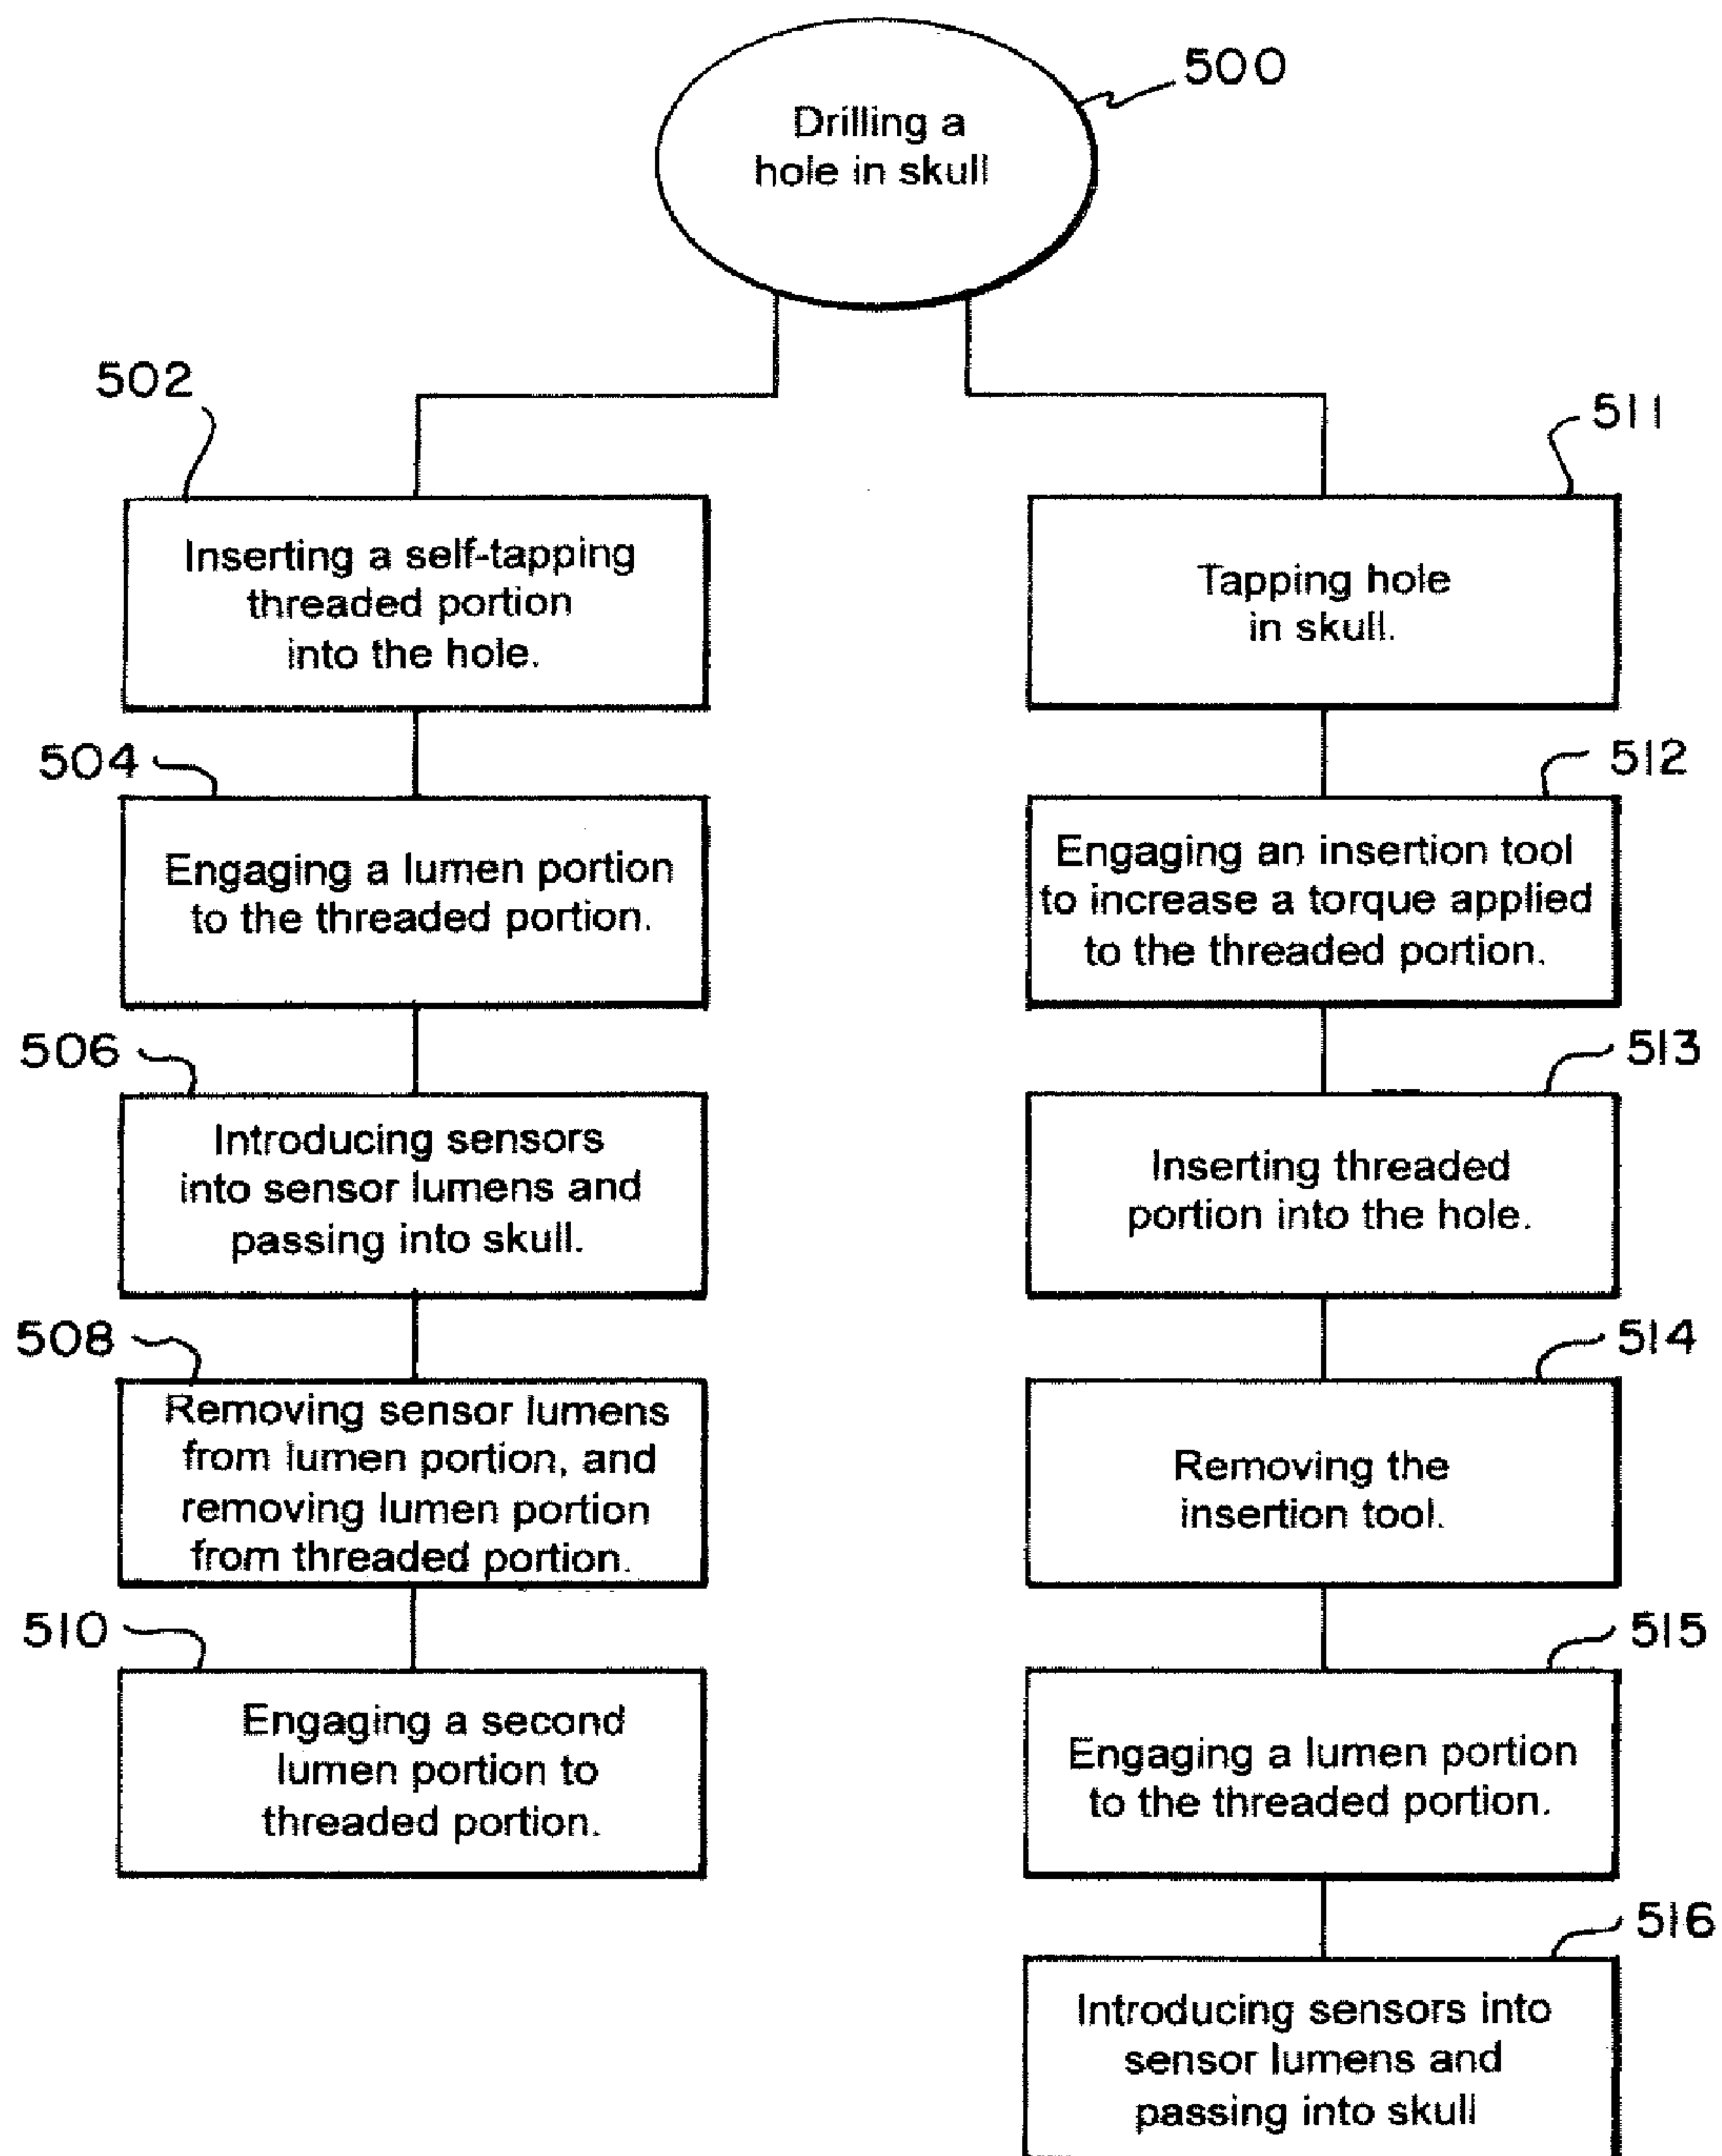 500
Drilling a
hole in skull
502
Inserting a self-tapping
threaded portion
into the hole.
504
Engaging a lumen portion
to the threaded portion.
506
Introducing sensors
into sensor lumens and
passing into skull.
508
Removing sensor lumens
from lumen portion, and
removing lumen portion
from threaded portion.
510
Engaging a second
lumen portion to
threaded portion.
511
Tapping hole
in skull.
512
Engaging an insertion tool
to increase a torque applied
to the threaded portion.
513
Inserting threaded
portion into the hole.
514
Removing the
insertion tool.
515
Engaging a lumen portion
to the threaded portion.
516
Introducing sensors into
sensor lumens and
passing into skull